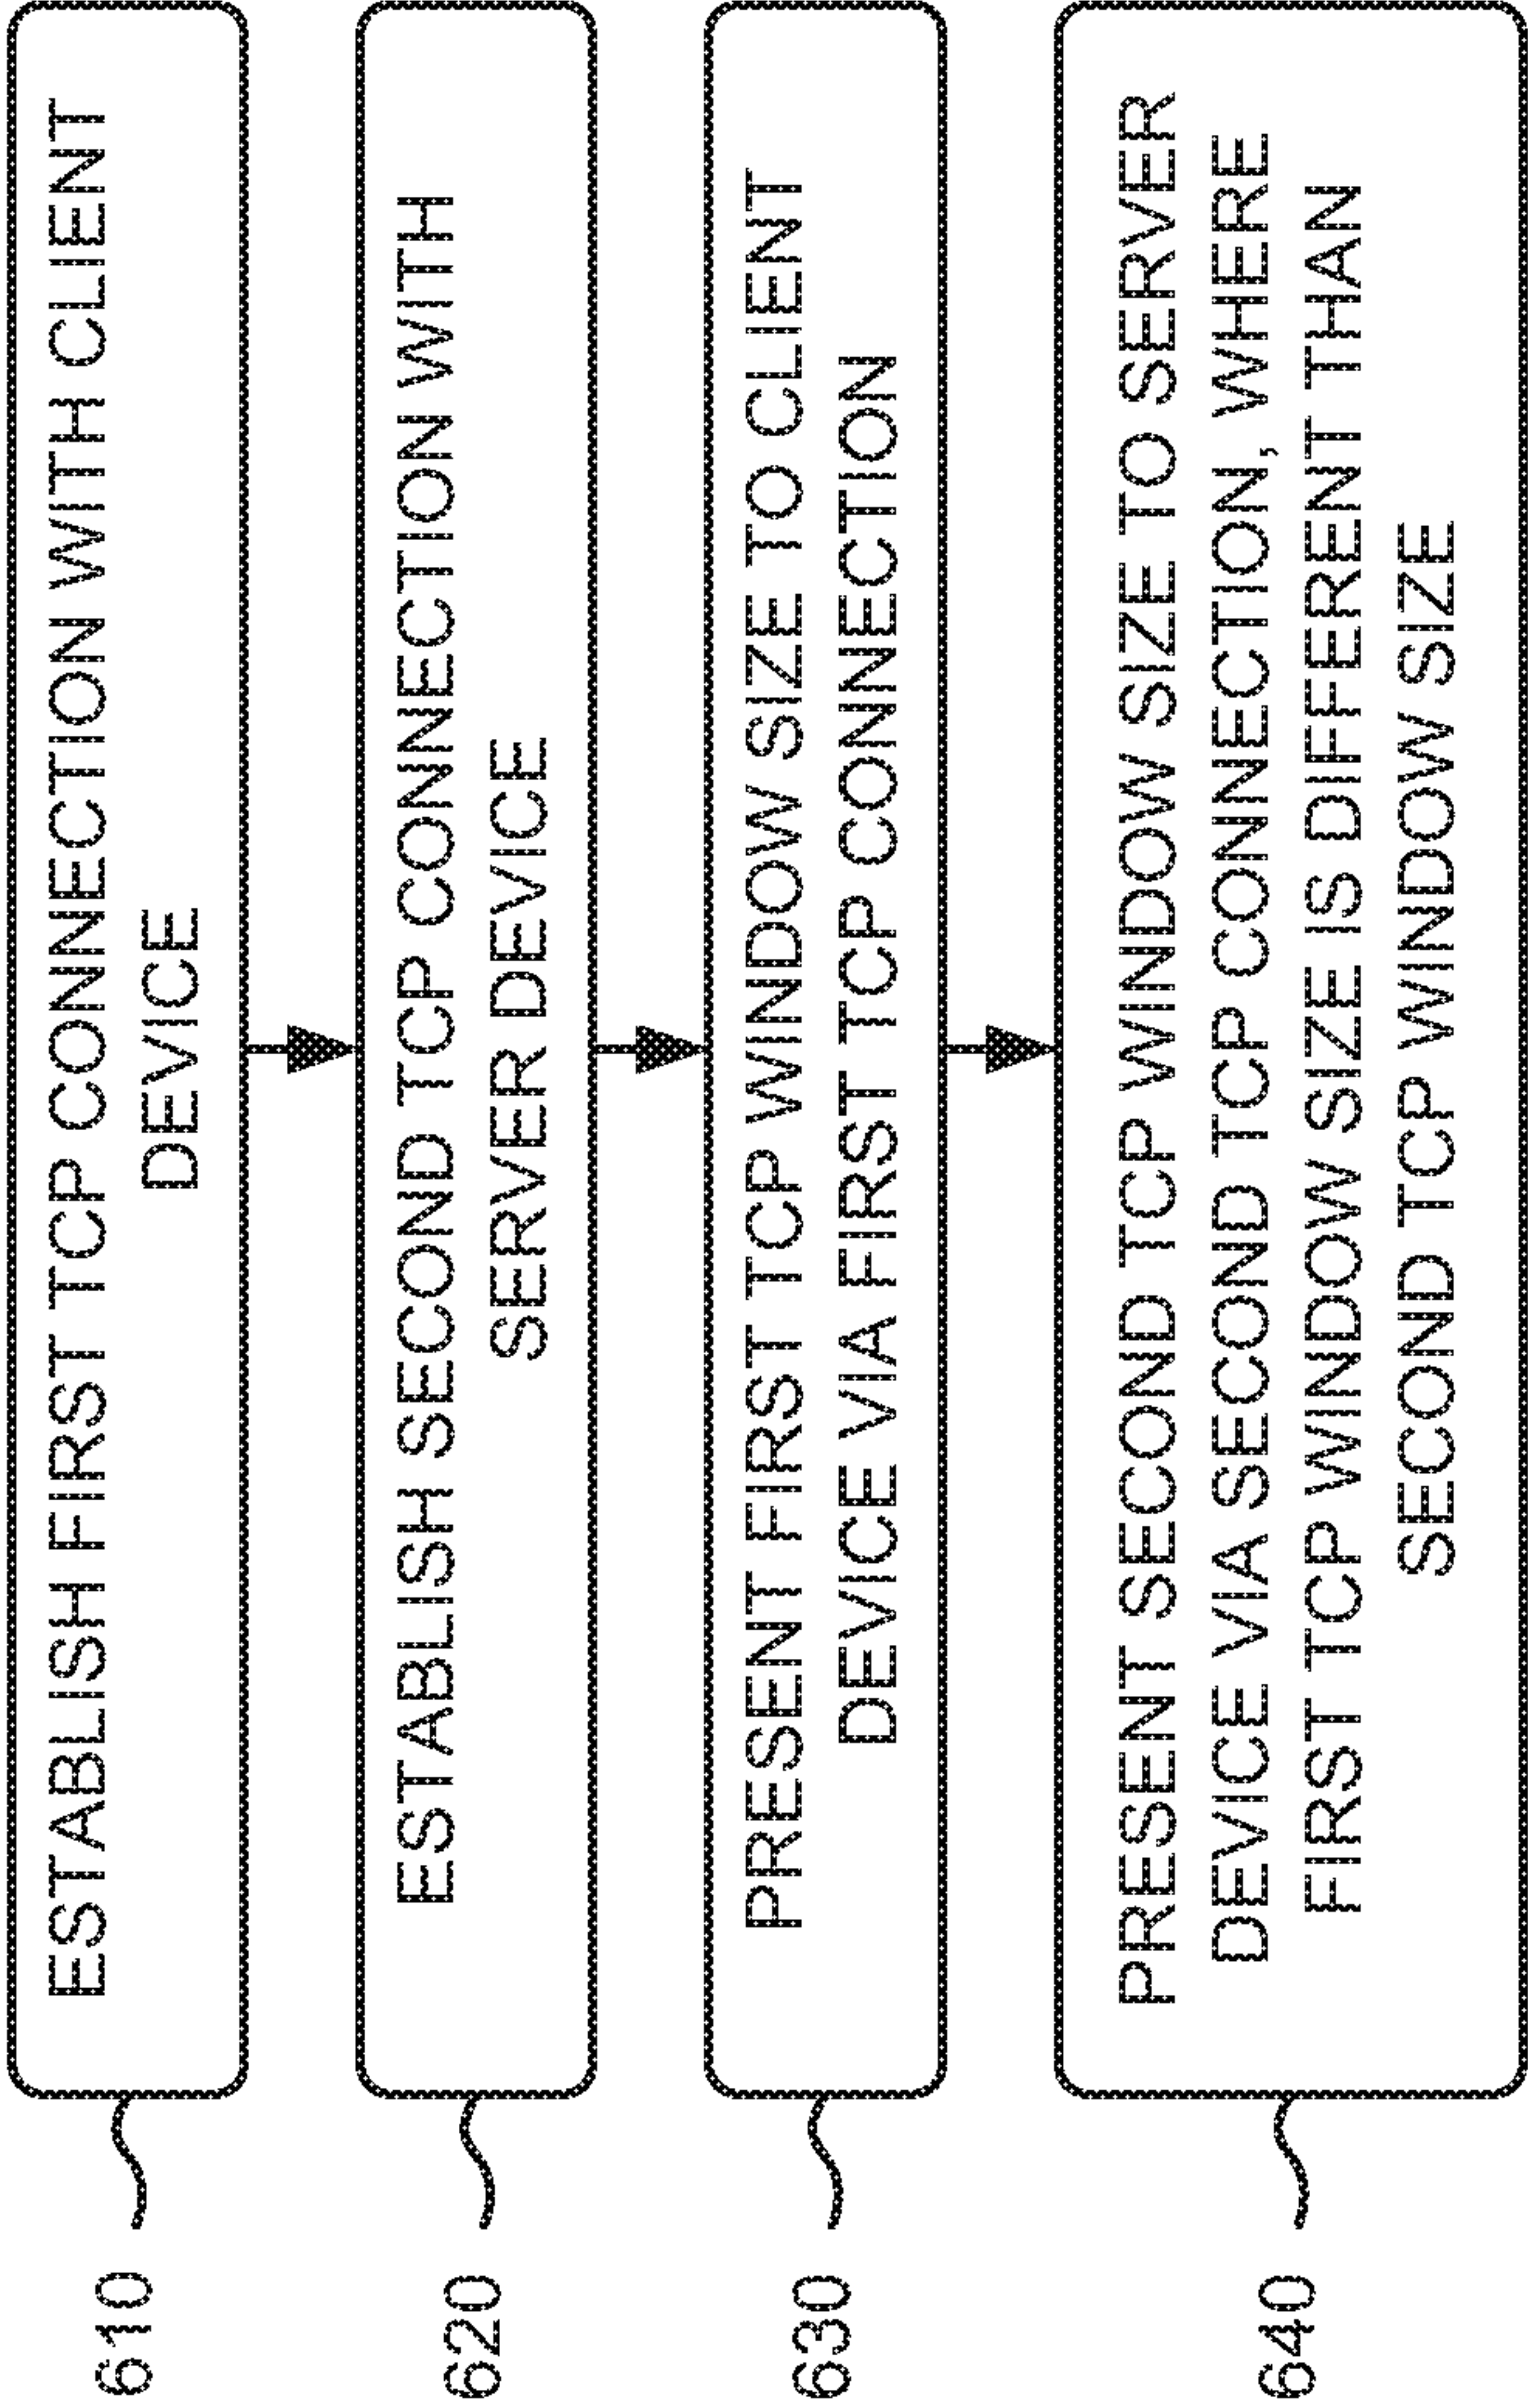 610
ESTABLISH FIRST TCP CONNECTION WITH CLIENT
DEVICE
620
ESTABLISH SECOND TCP CONNECTION WITH
SERVER DEVICE
630
PRESENT FIRST TCP WINDOW SIZE TO CLIENT
DEVICE VIA FIRST TCP CONNECTION
640
PRESENT SECOND TCP WINDOW SIZE TO SERVER
DEVICE VIA SECOND TCP CONNECTION, WHERE
FIRST TCP WINDOW SIZE IS DIFFERENT THAN
SECOND TCP WINDOW SIZE